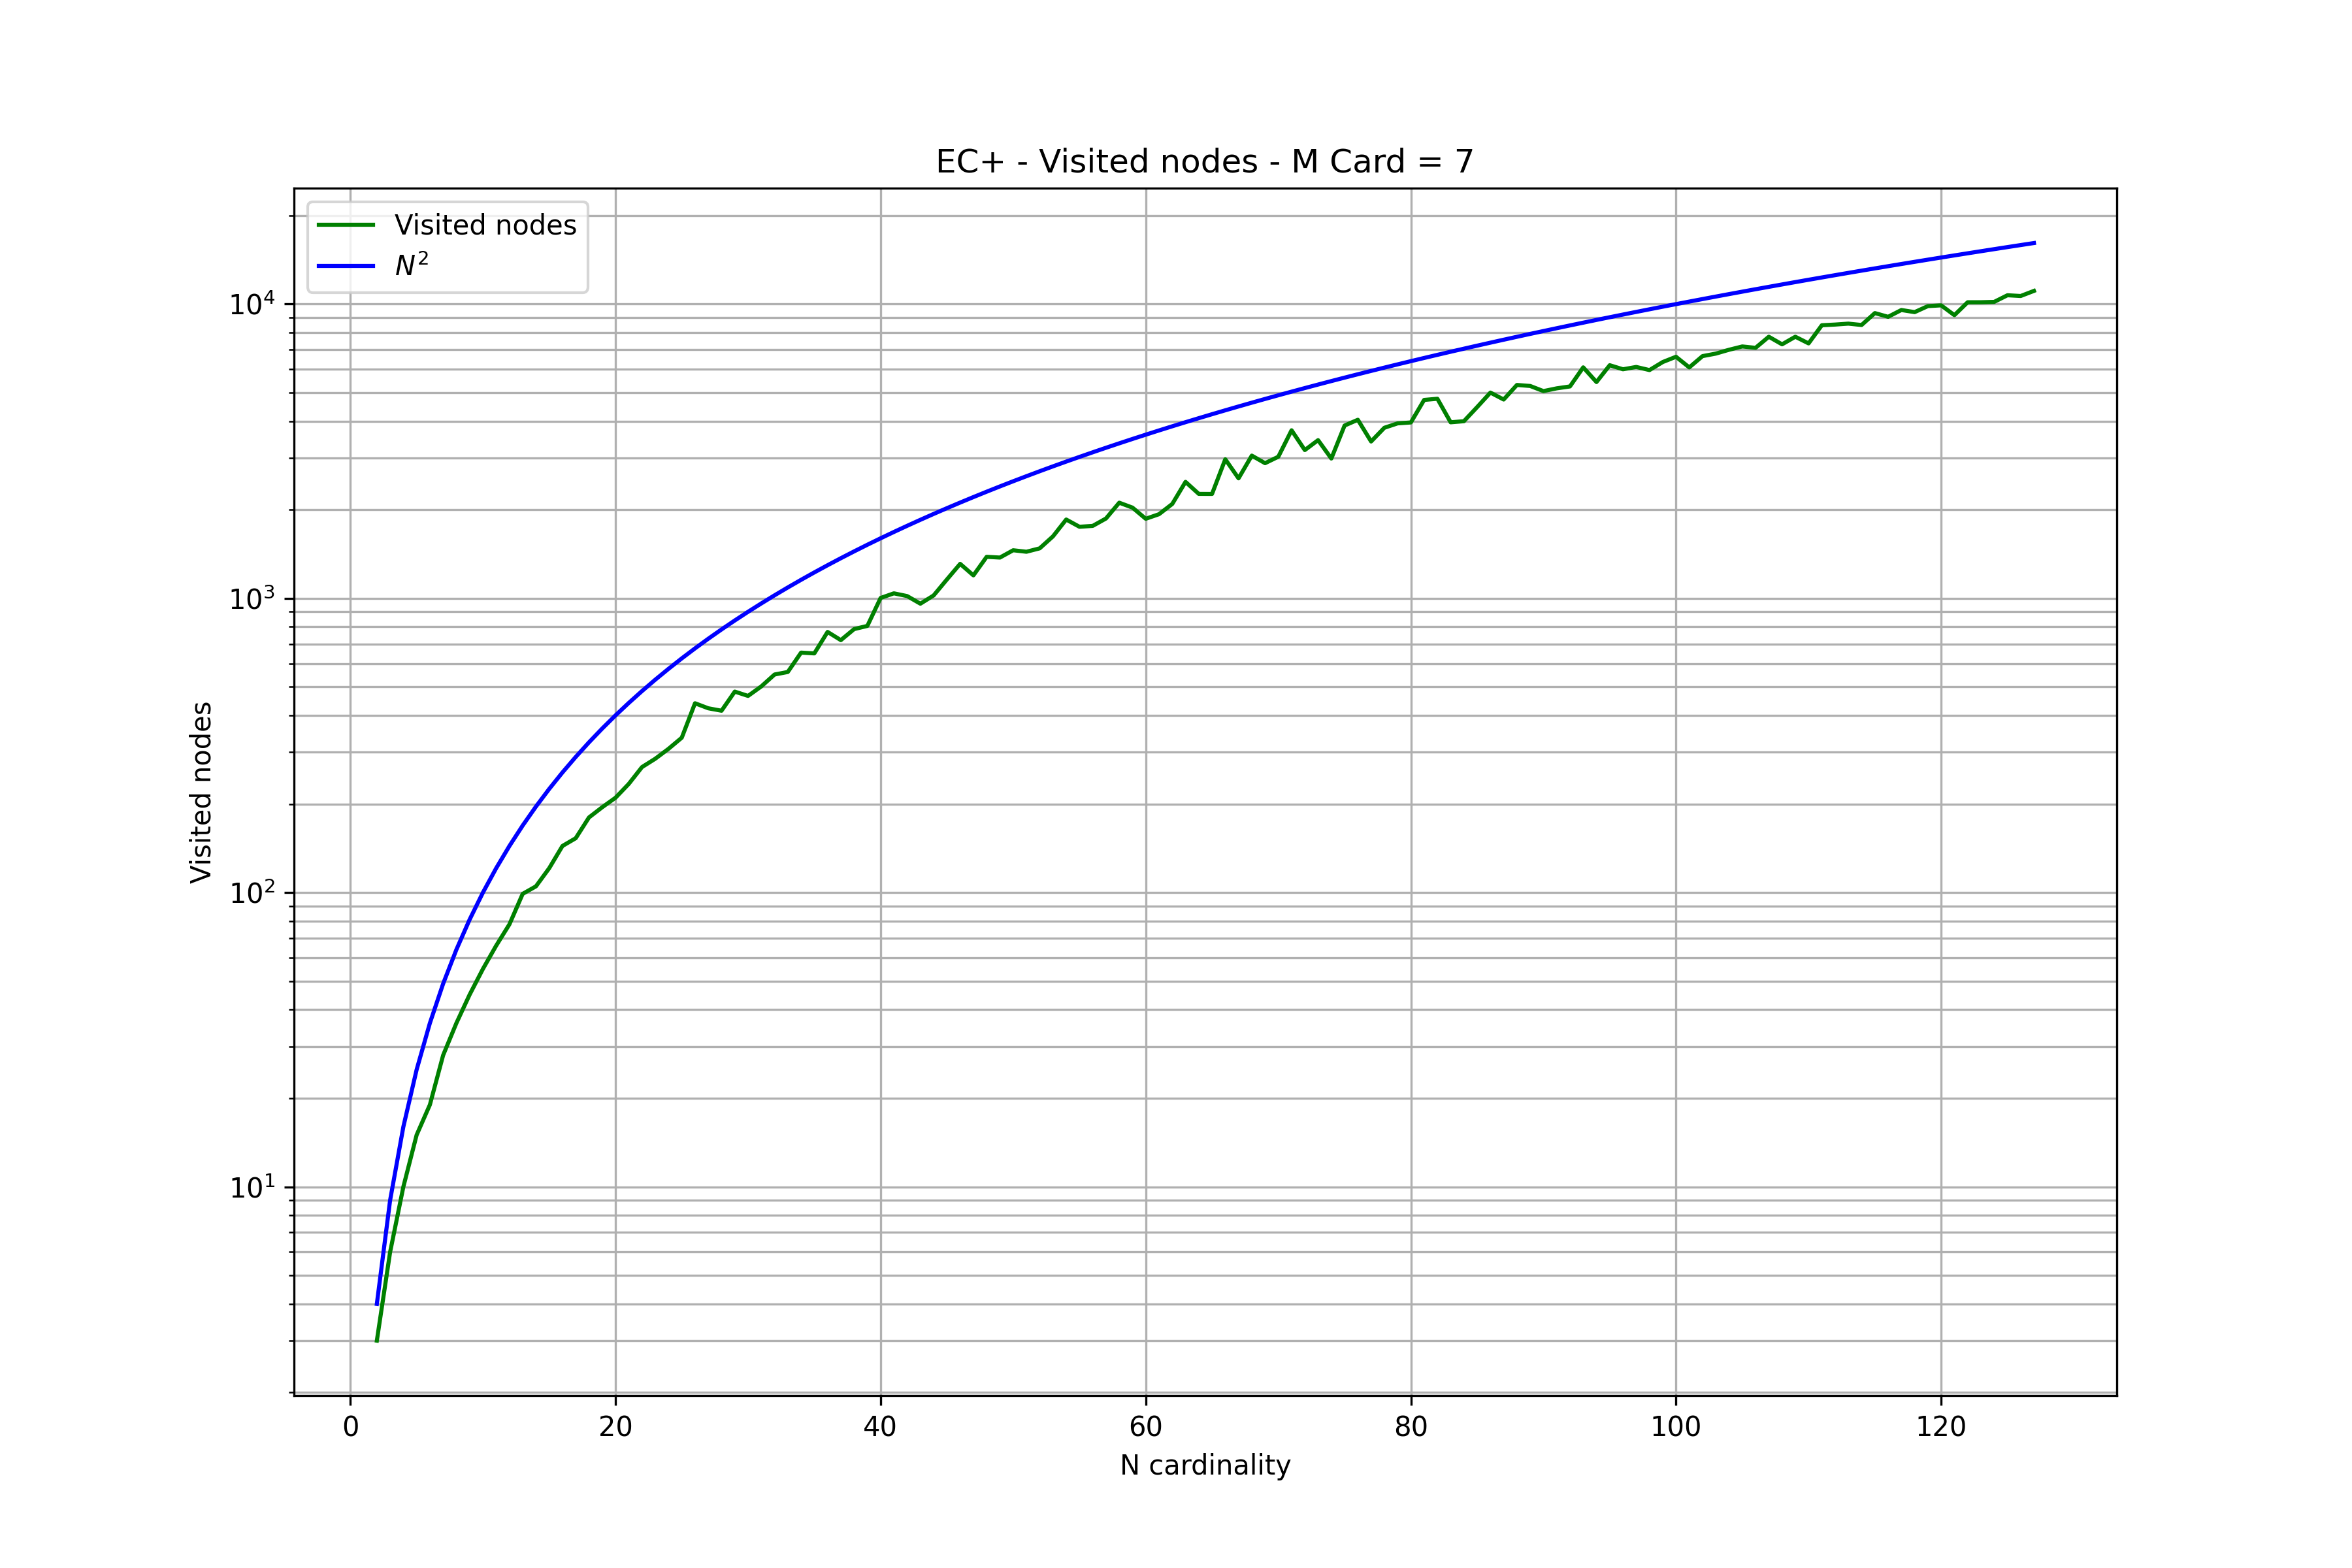 EC+ - Visited nodes - M Card = 7
Visited nodes
N²
10⁴
10³
10²
10¹
Visited nodes
0 20 40 60 80 100 120
N cardinality